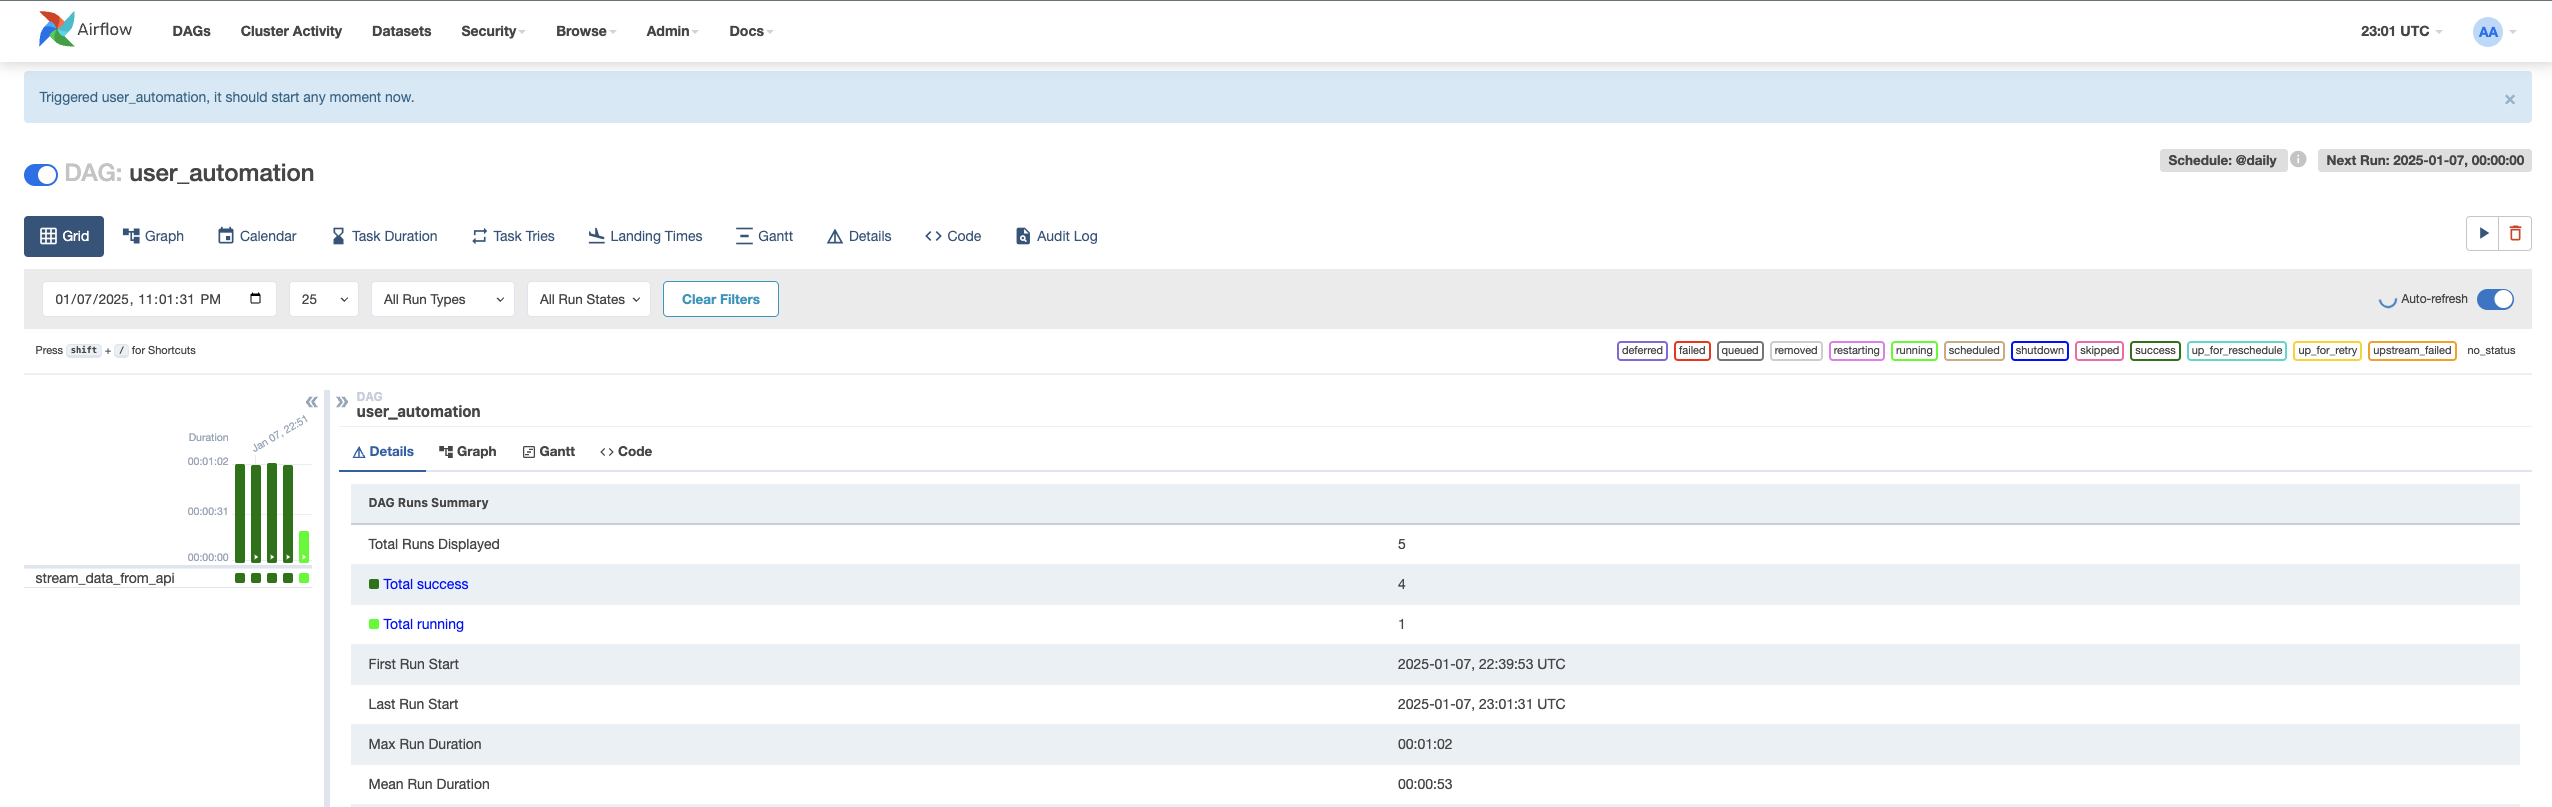 Airflow DAGs Cluster Activity Datasets Security Browse Admin Docs 23:01 UTC AA
Triggered user_automation, it should start any moment now. ×
DAG: user_automation Schedule: @daily Next Run: 2025-01-07, 00:00:00
Grid Graph Calendar Task Duration Task Tries Landing Times Gantt Details Code Audit Log
01/07/2025, 11:01:31 PM 25 All Run Types All Run States Clear Filters Auto-refresh
Press shift + / for Shortcuts deferred failed queued removed restarting running scheduled shutdown skipped success up_for_reschedule up_for_retry upstream_failed no_status
Duration
Jan 07, 22:51
00:01:02
00:00:31
00:00:00
stream_data_from_api
DAG
user_automation
Details Graph Gantt Code
DAG Runs Summary
Total Runs Displayed 5
Total success 4
Total running 1
First Run Start 2025-01-07, 22:39:53 UTC
Last Run Start 2025-01-07, 23:01:31 UTC
Max Run Duration 00:01:02
Mean Run Duration 00:00:53